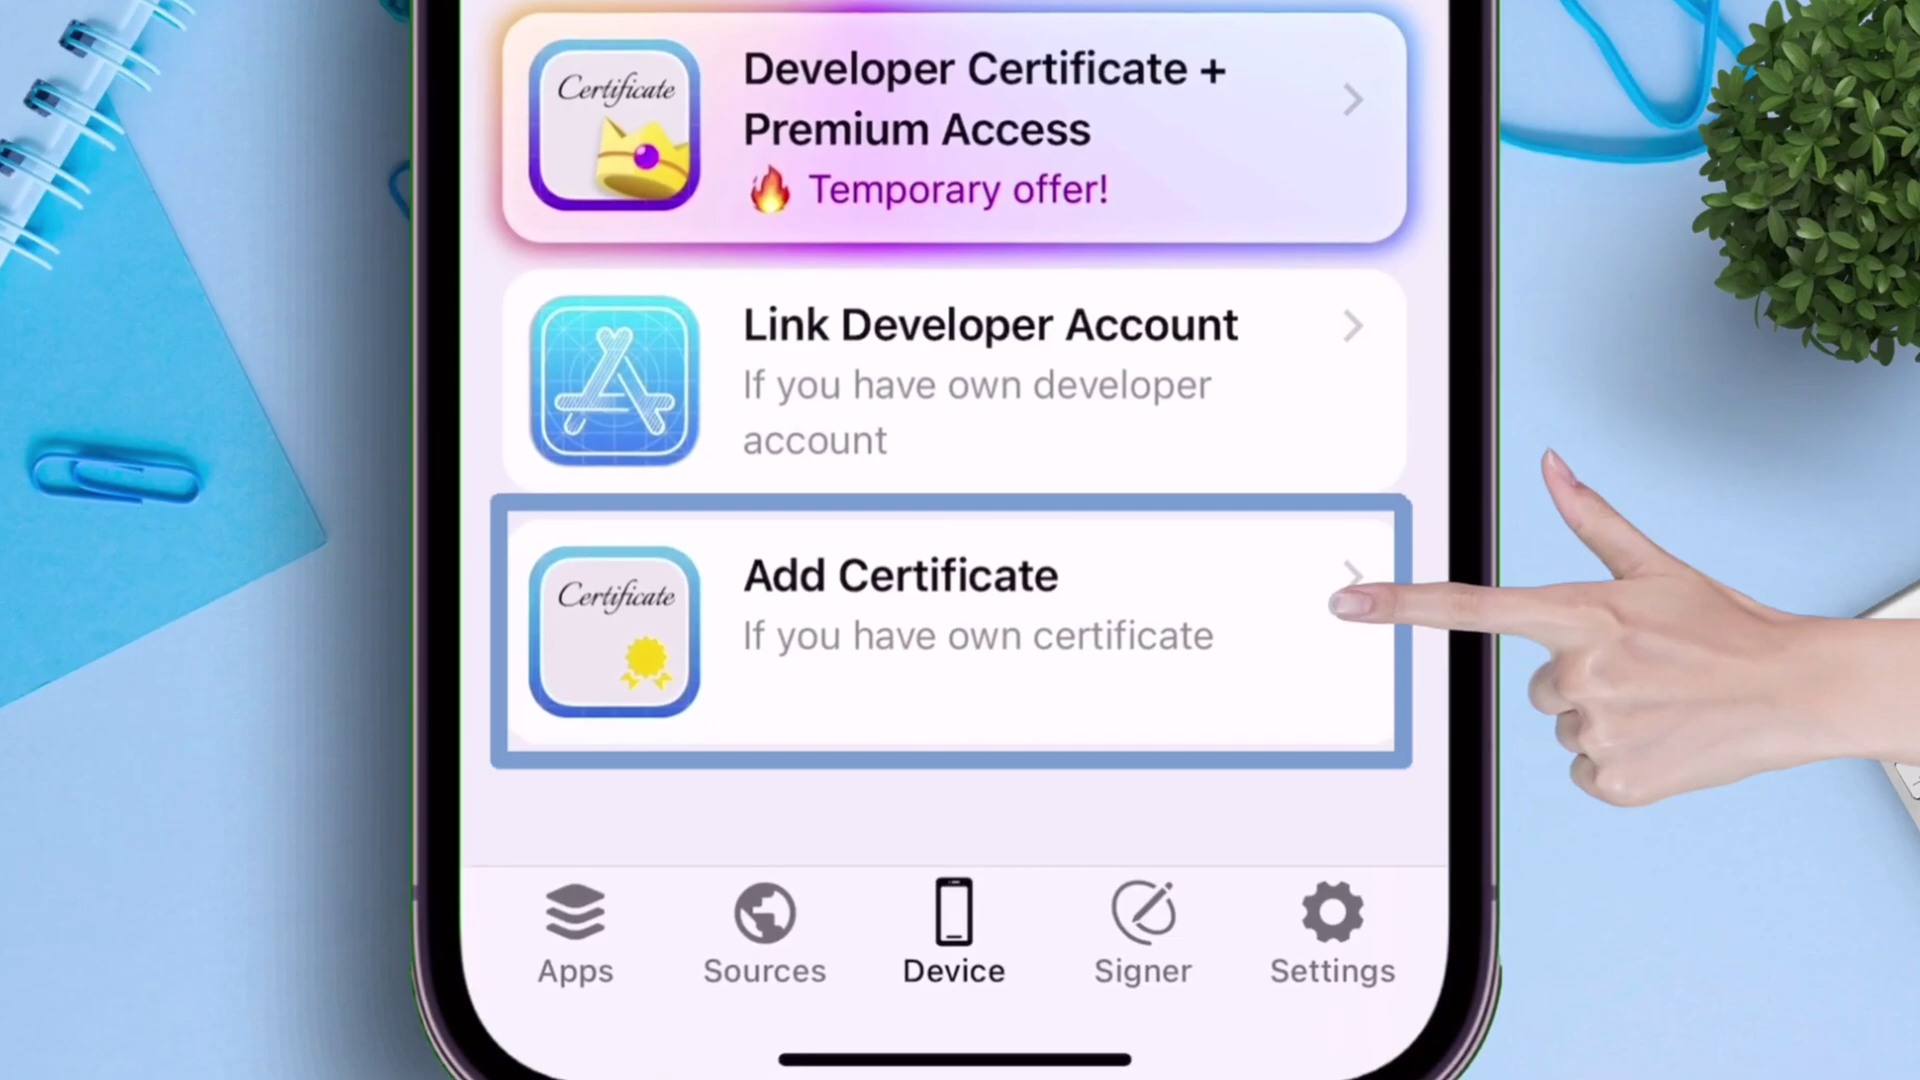 Certificate
Developer Certificate +
Premium Access
🔥 Temporary offer!
Link Developer Account
If you have own developer
account
Certificate
Add Certificate
If you have own certificate
Apps
Sources
Device
Signer
Settings